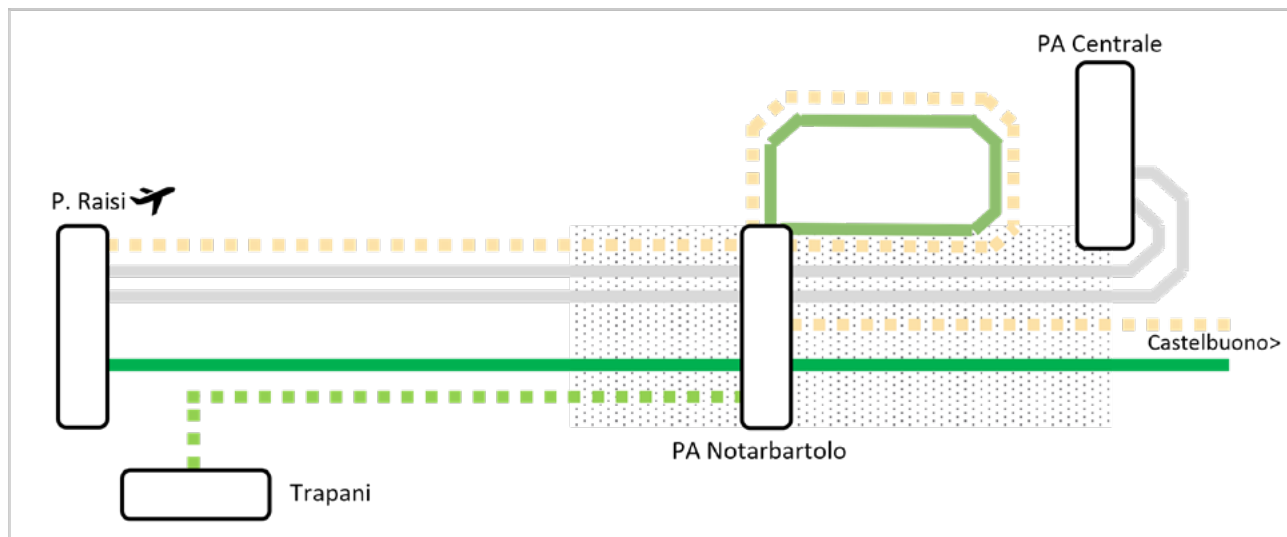 PA Centrale
P. Raisi
Castelbuono>
PA Notarbartolo
Trapani